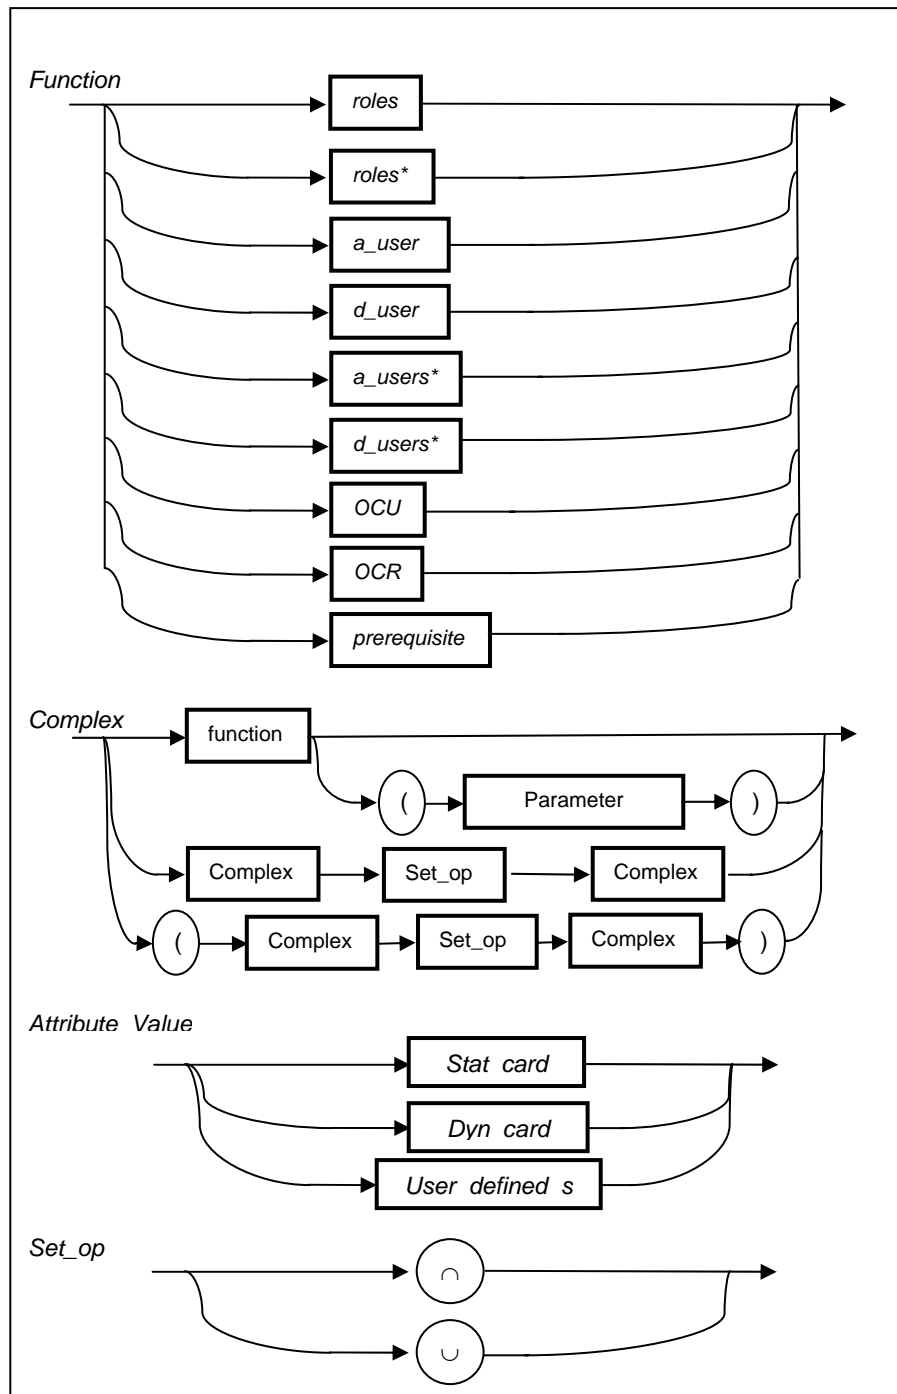 Function
roles
roles*
a_user
d_user
a_users*
d_users*
OCU
OCR
prerequisite
Complex
function
( Parameter )
Complex Set_op Complex
( Complex Set_op Complex )
Attribute Value
Stat card
Dyn card
User defined s
Set_op
∩
∪